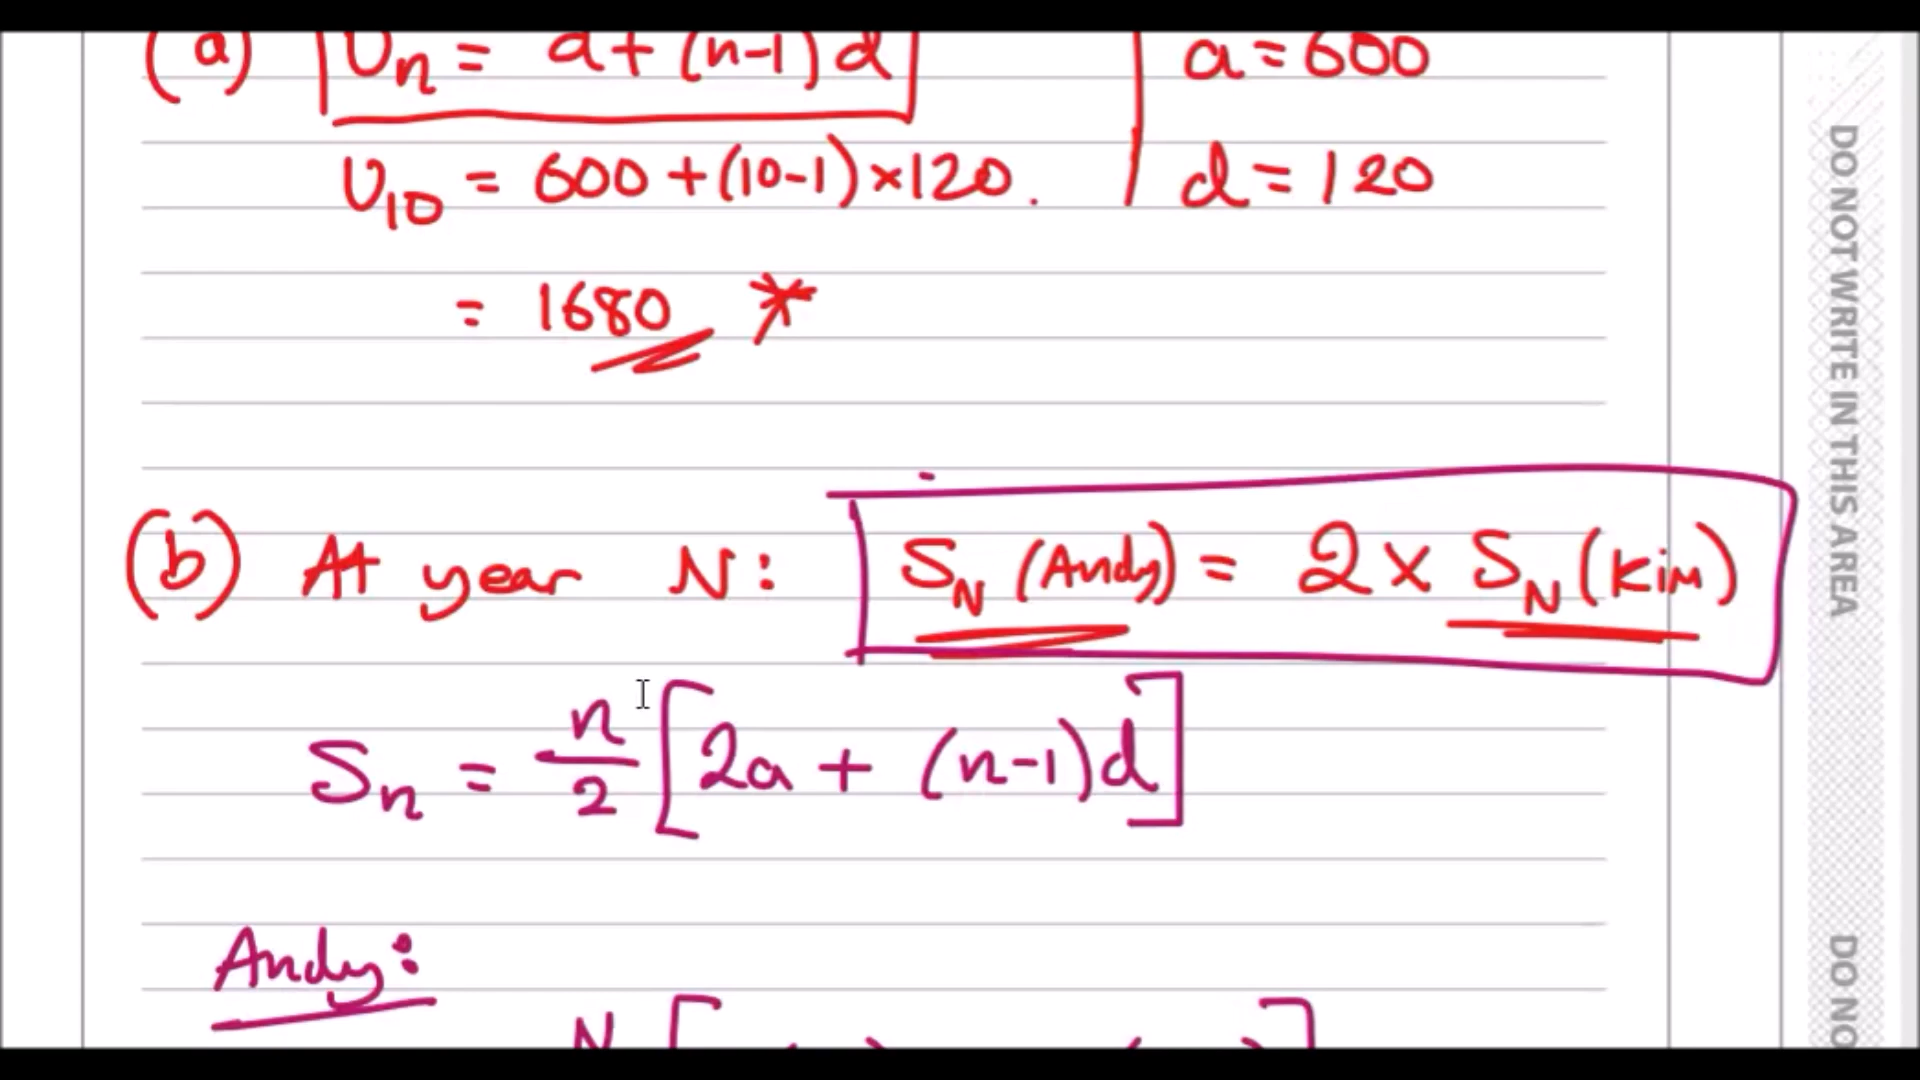 (a) Un = a + (n-1)d a = 600
U10 = 600 + (10-1) × 120. d = 120
= 1680 *
(b) At year N: SN (Andy) = 2 × SN (Kim)
Sn = n/2 [2a + (n-1)d]
Andy:
N [
DO NOT WRITE IN THIS AREA
DO NO